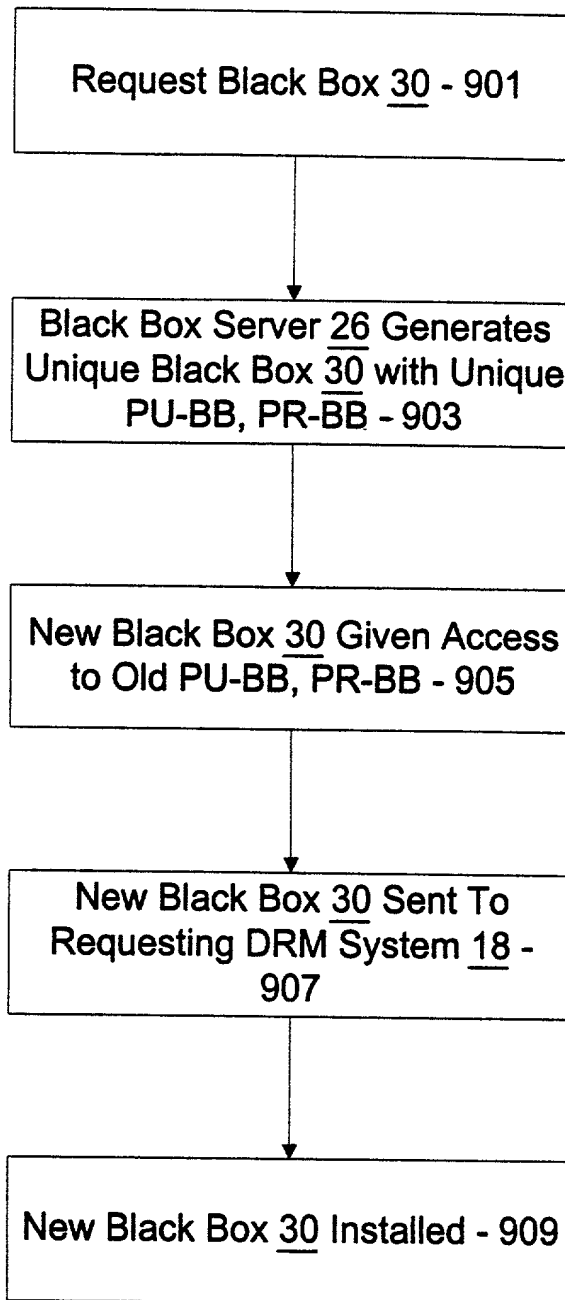 Request Black Box 30 - 901
Black Box Server 26 Generates
Unique Black Box 30 with Unique
PU-BB, PR-BB - 903
New Black Box 30 Given Access
to Old PU-BB, PR-BB - 905
New Black Box 30 Sent To
Requesting DRM System 18 -
907
New Black Box 30 Installed - 909